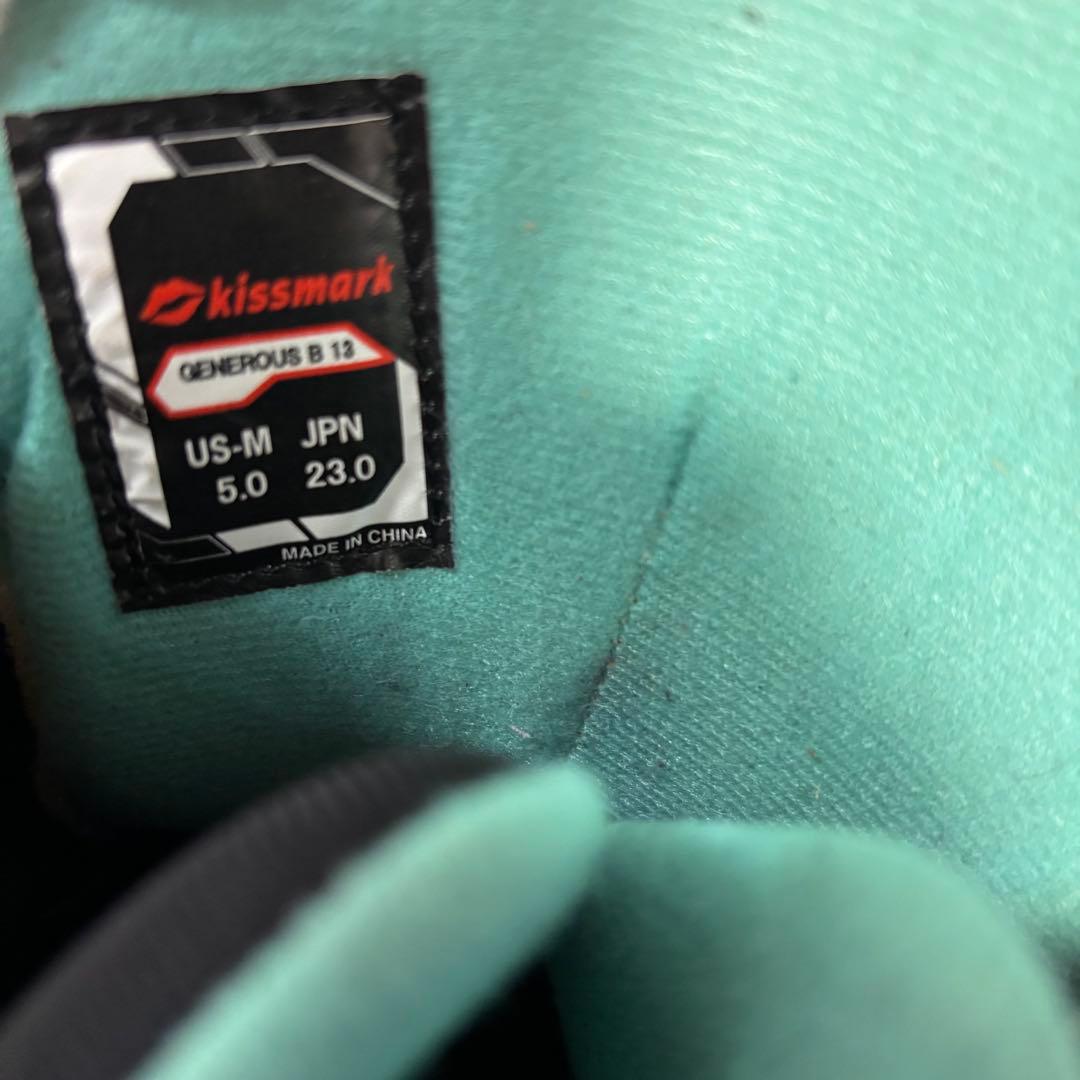 kissmark
GENEROUS B 13
US-M JPN
5.0 23.0
MADE IN CHINA